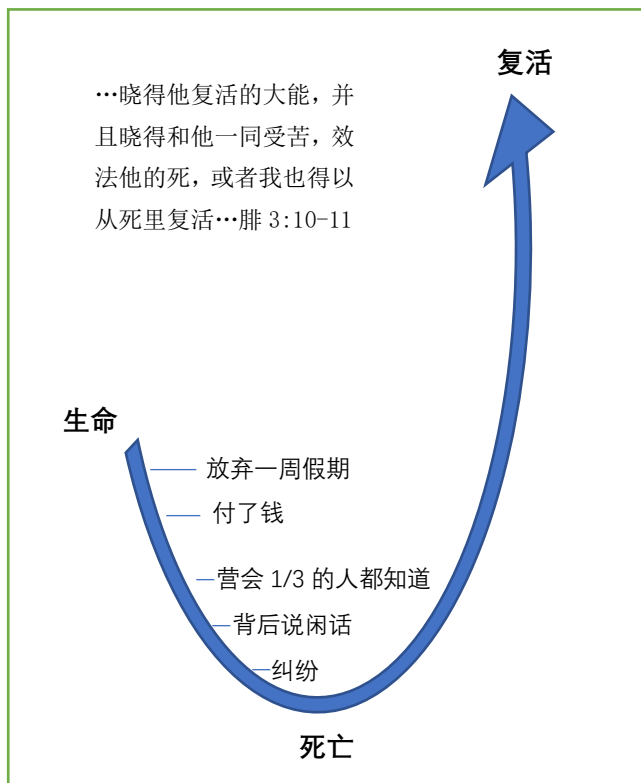 复活
…晓得他复活的大能，并
且晓得和他一同受苦，效
法他的死，或者我也得以
从死里复活…腓 3:10-11
生命
放弃一周假期
付了钱
营会 1/3 的人都知道
背后说闲话
纠纷
死亡